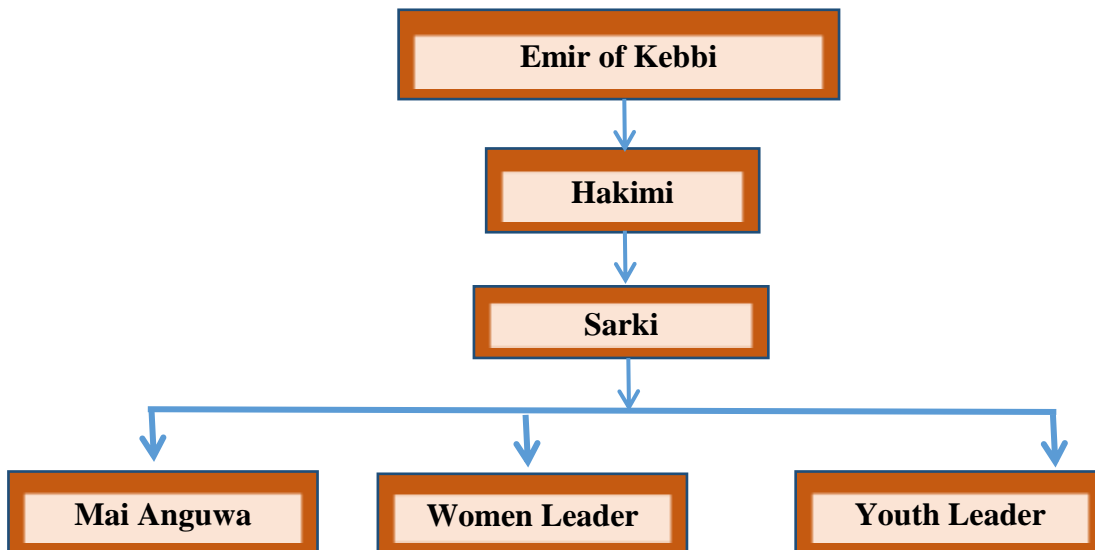 Emir of Kebbi
Hakimi
Sarki
Mai Anguwa
Women Leader
Youth Leader